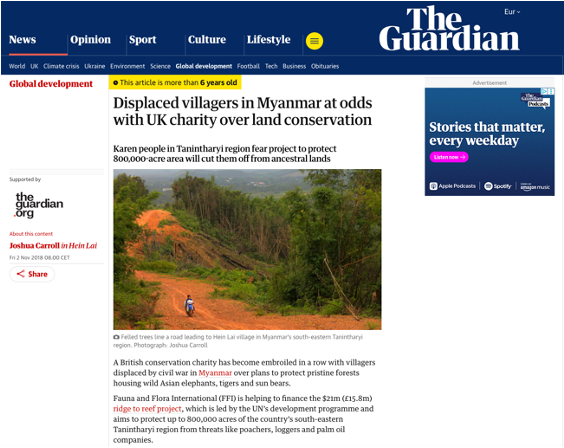 The
Guardian
Eur
News
Opinion
Sport
Culture
Lifestyle
World UK Climate crisis Ukraine Environment Science Global development Football Tech Business Obituaries
Global development
This article is more than 6 years old
Displaced villagers in Myanmar at odds
with UK charity over land conservation
Karen people in Tanintharyi region fear project to protect
800,000-acre area will cut them off from ancestral lands
Supported by
the
guardian
.org
About this content
Joshua Carroll in Hein Lai
Fri 2 Nov 2018 08.00 CET
Share
Felled trees line a road leading to Hein Lai village in Myanmar's south-eastern Tanintharyi
region. Photograph: Joshua Carroll
A British conservation charity has become embroiled in a row with villagers
displaced by civil war in Myanmar over plans to protect pristine forests
housing wild Asian elephants, tigers and sun bears.
Fauna and Flora International (FFI) is helping to finance the $21m (£15.8m)
ridge to reef project, which is led by the UN's development programme and
aims to protect up to 800,000 acres of the country's south-eastern
Tanintharyi region from threats like poachers, loggers and palm oil
companies.
Advertisement
The Guardian
Podcasts
Stories that matter,
every weekday
Listen now
Apple Podcasts
Spotify
amazon music